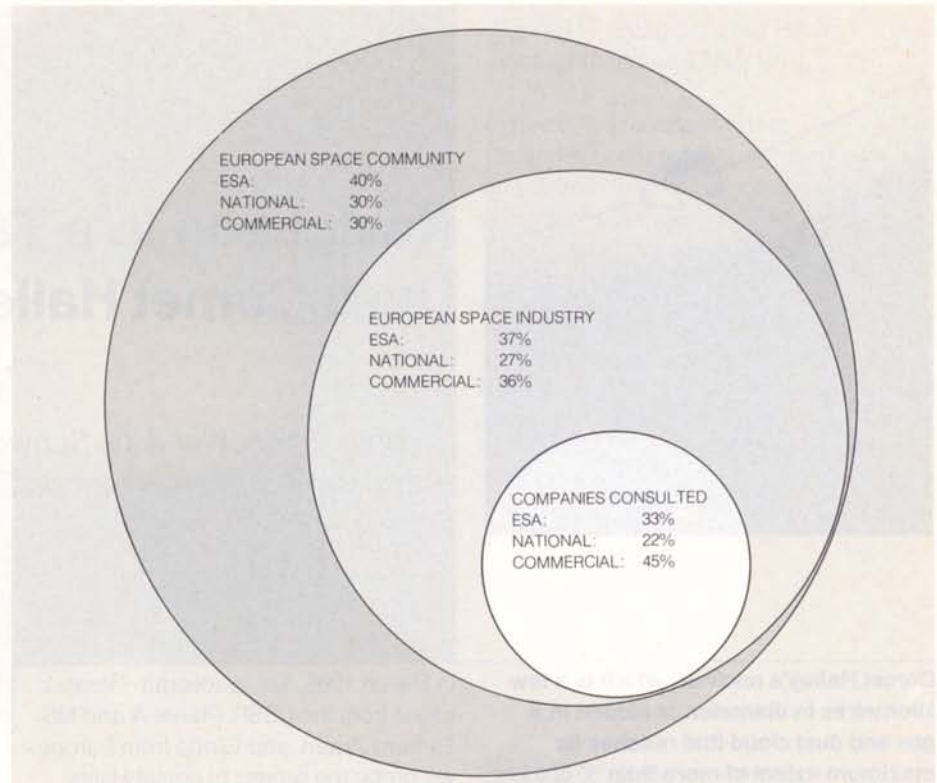 EUROPEAN SPACE COMMUNITY
ESA: 40%
NATIONAL: 30%
COMMERCIAL: 30%
EUROPEAN SPACE INDUSTRY
ESA: 37%
NATIONAL: 27%
COMMERCIAL: 36%
COMPANIES CONSULTED
ESA: 33%
NATIONAL: 22%
COMMERCIAL: 45%